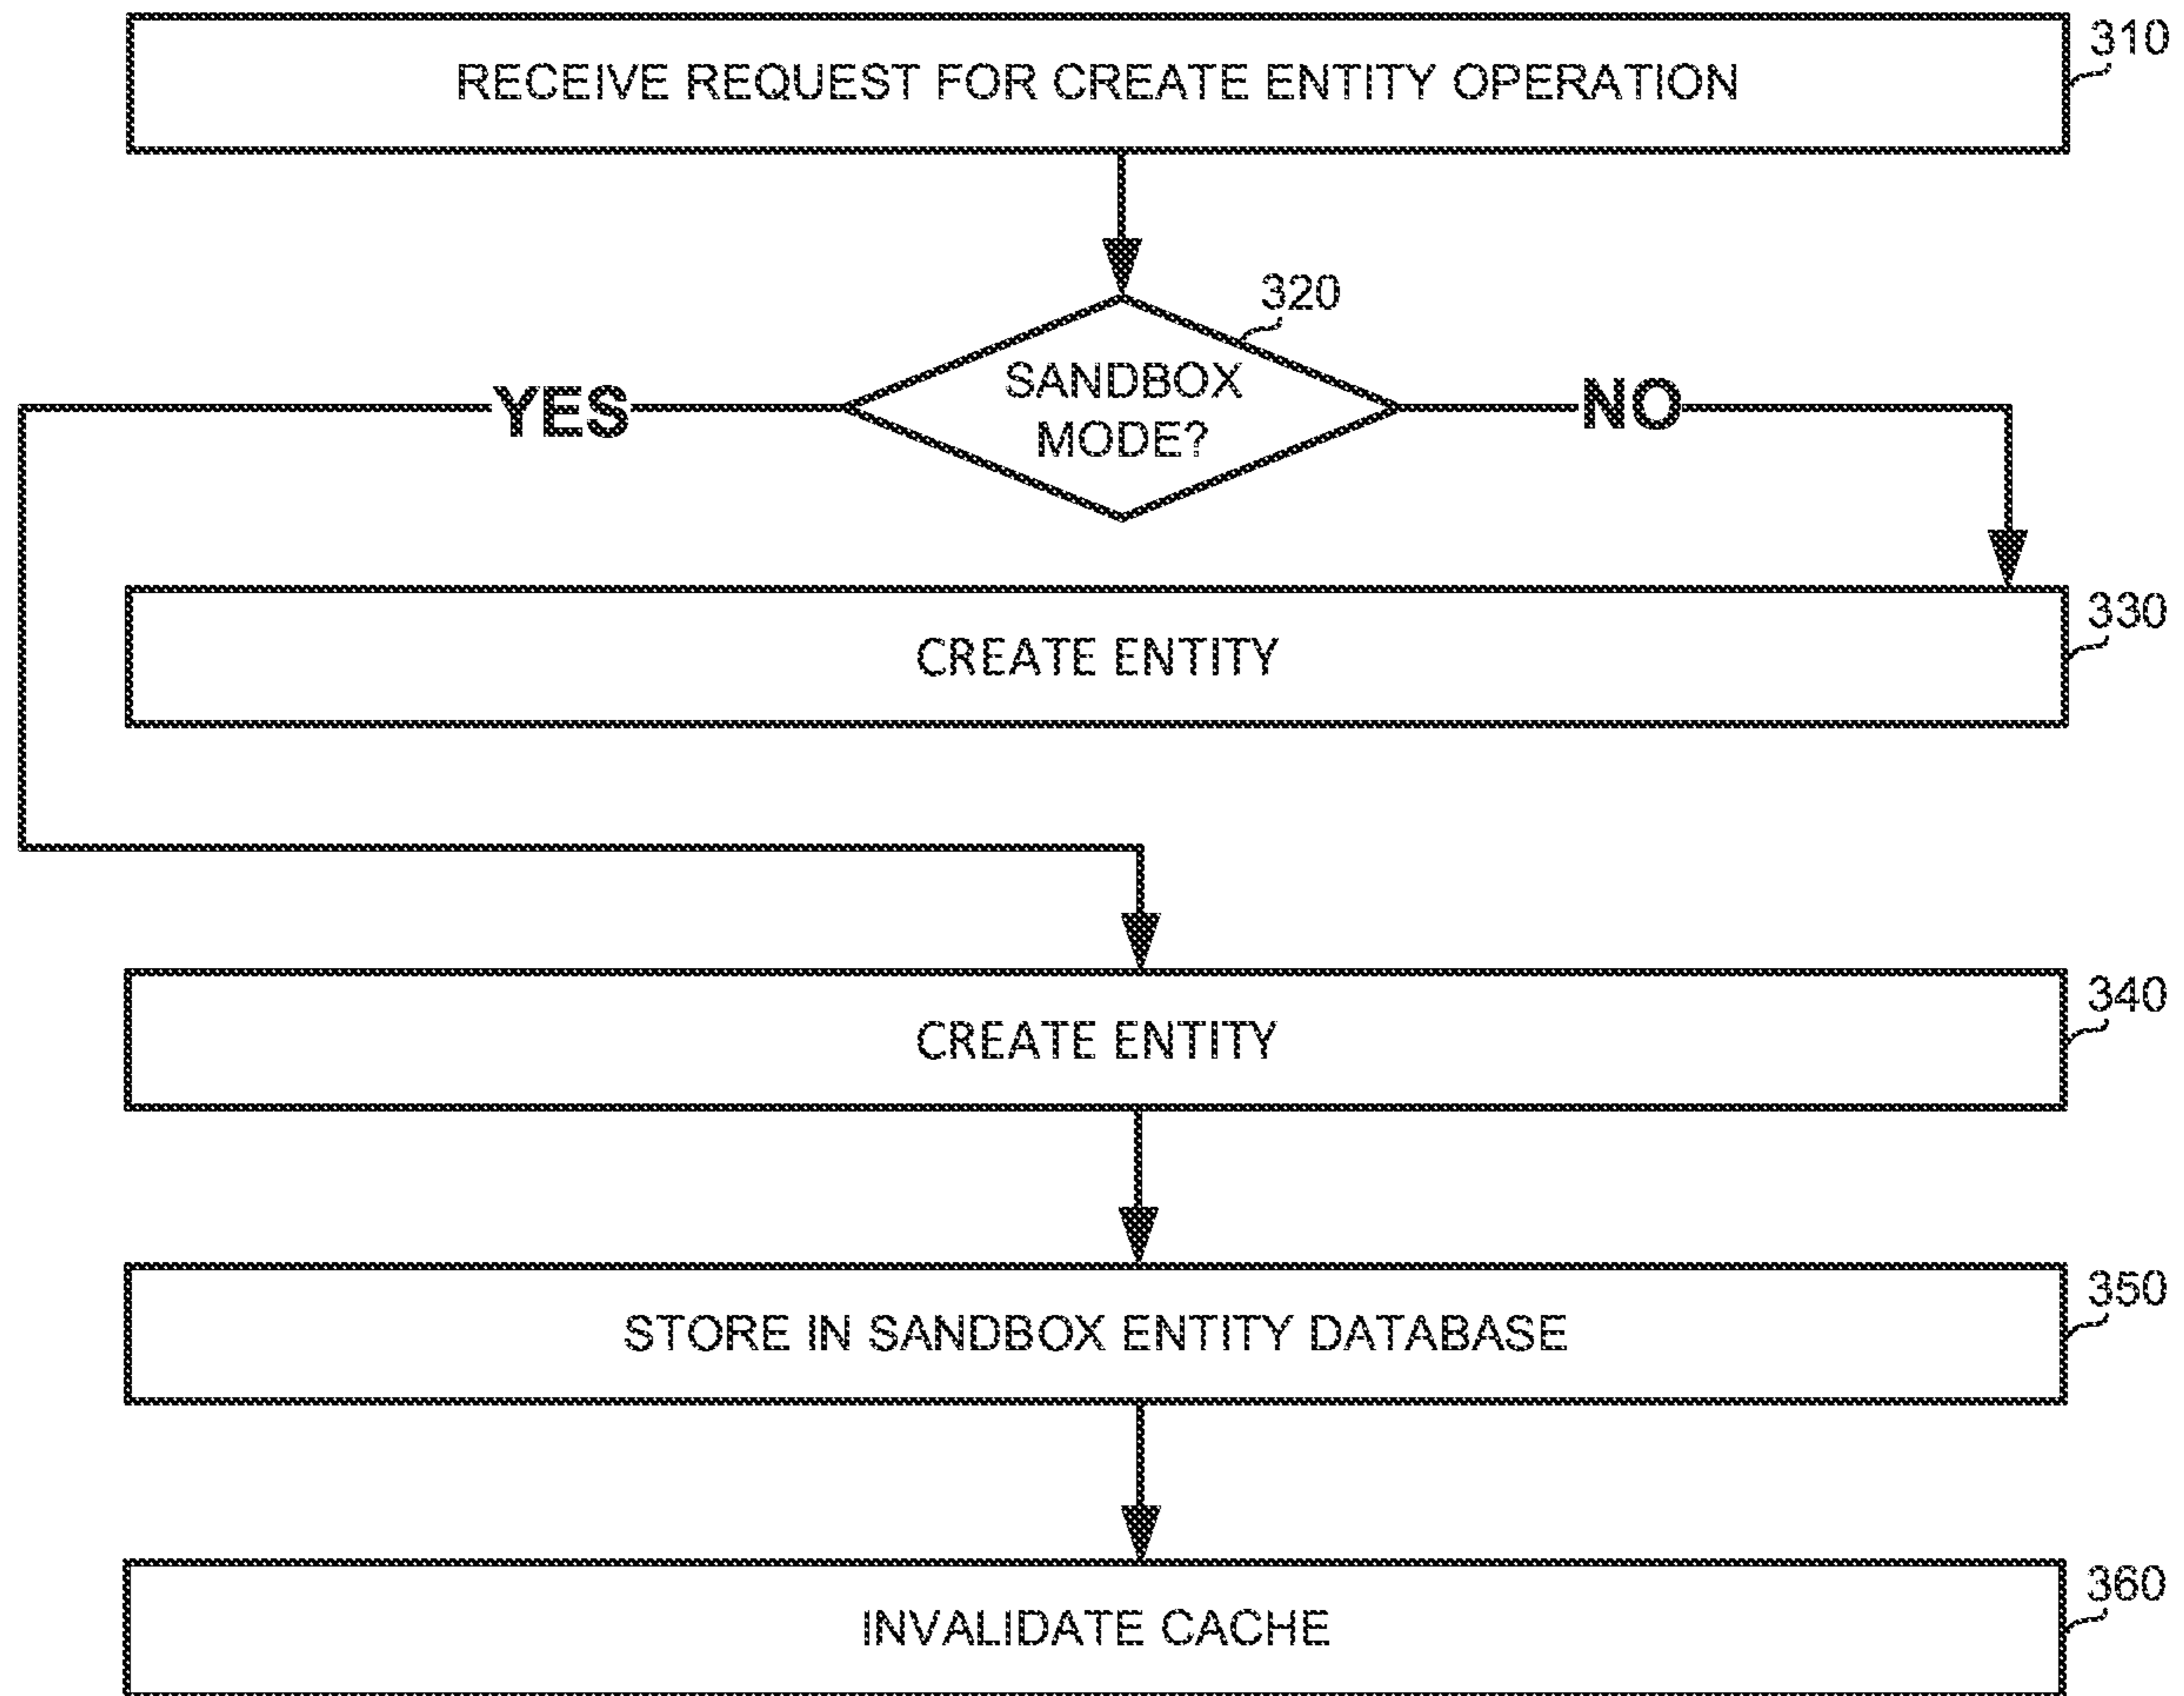 310
RECEIVE REQUEST FOR CREATE ENTITY OPERATION
320
SANDBOX
MODE?
YES
NO
330
CREATE ENTITY
340
CREATE ENTITY
350
STORE IN SANDBOX ENTITY DATABASE
360
INVALIDATE CACHE